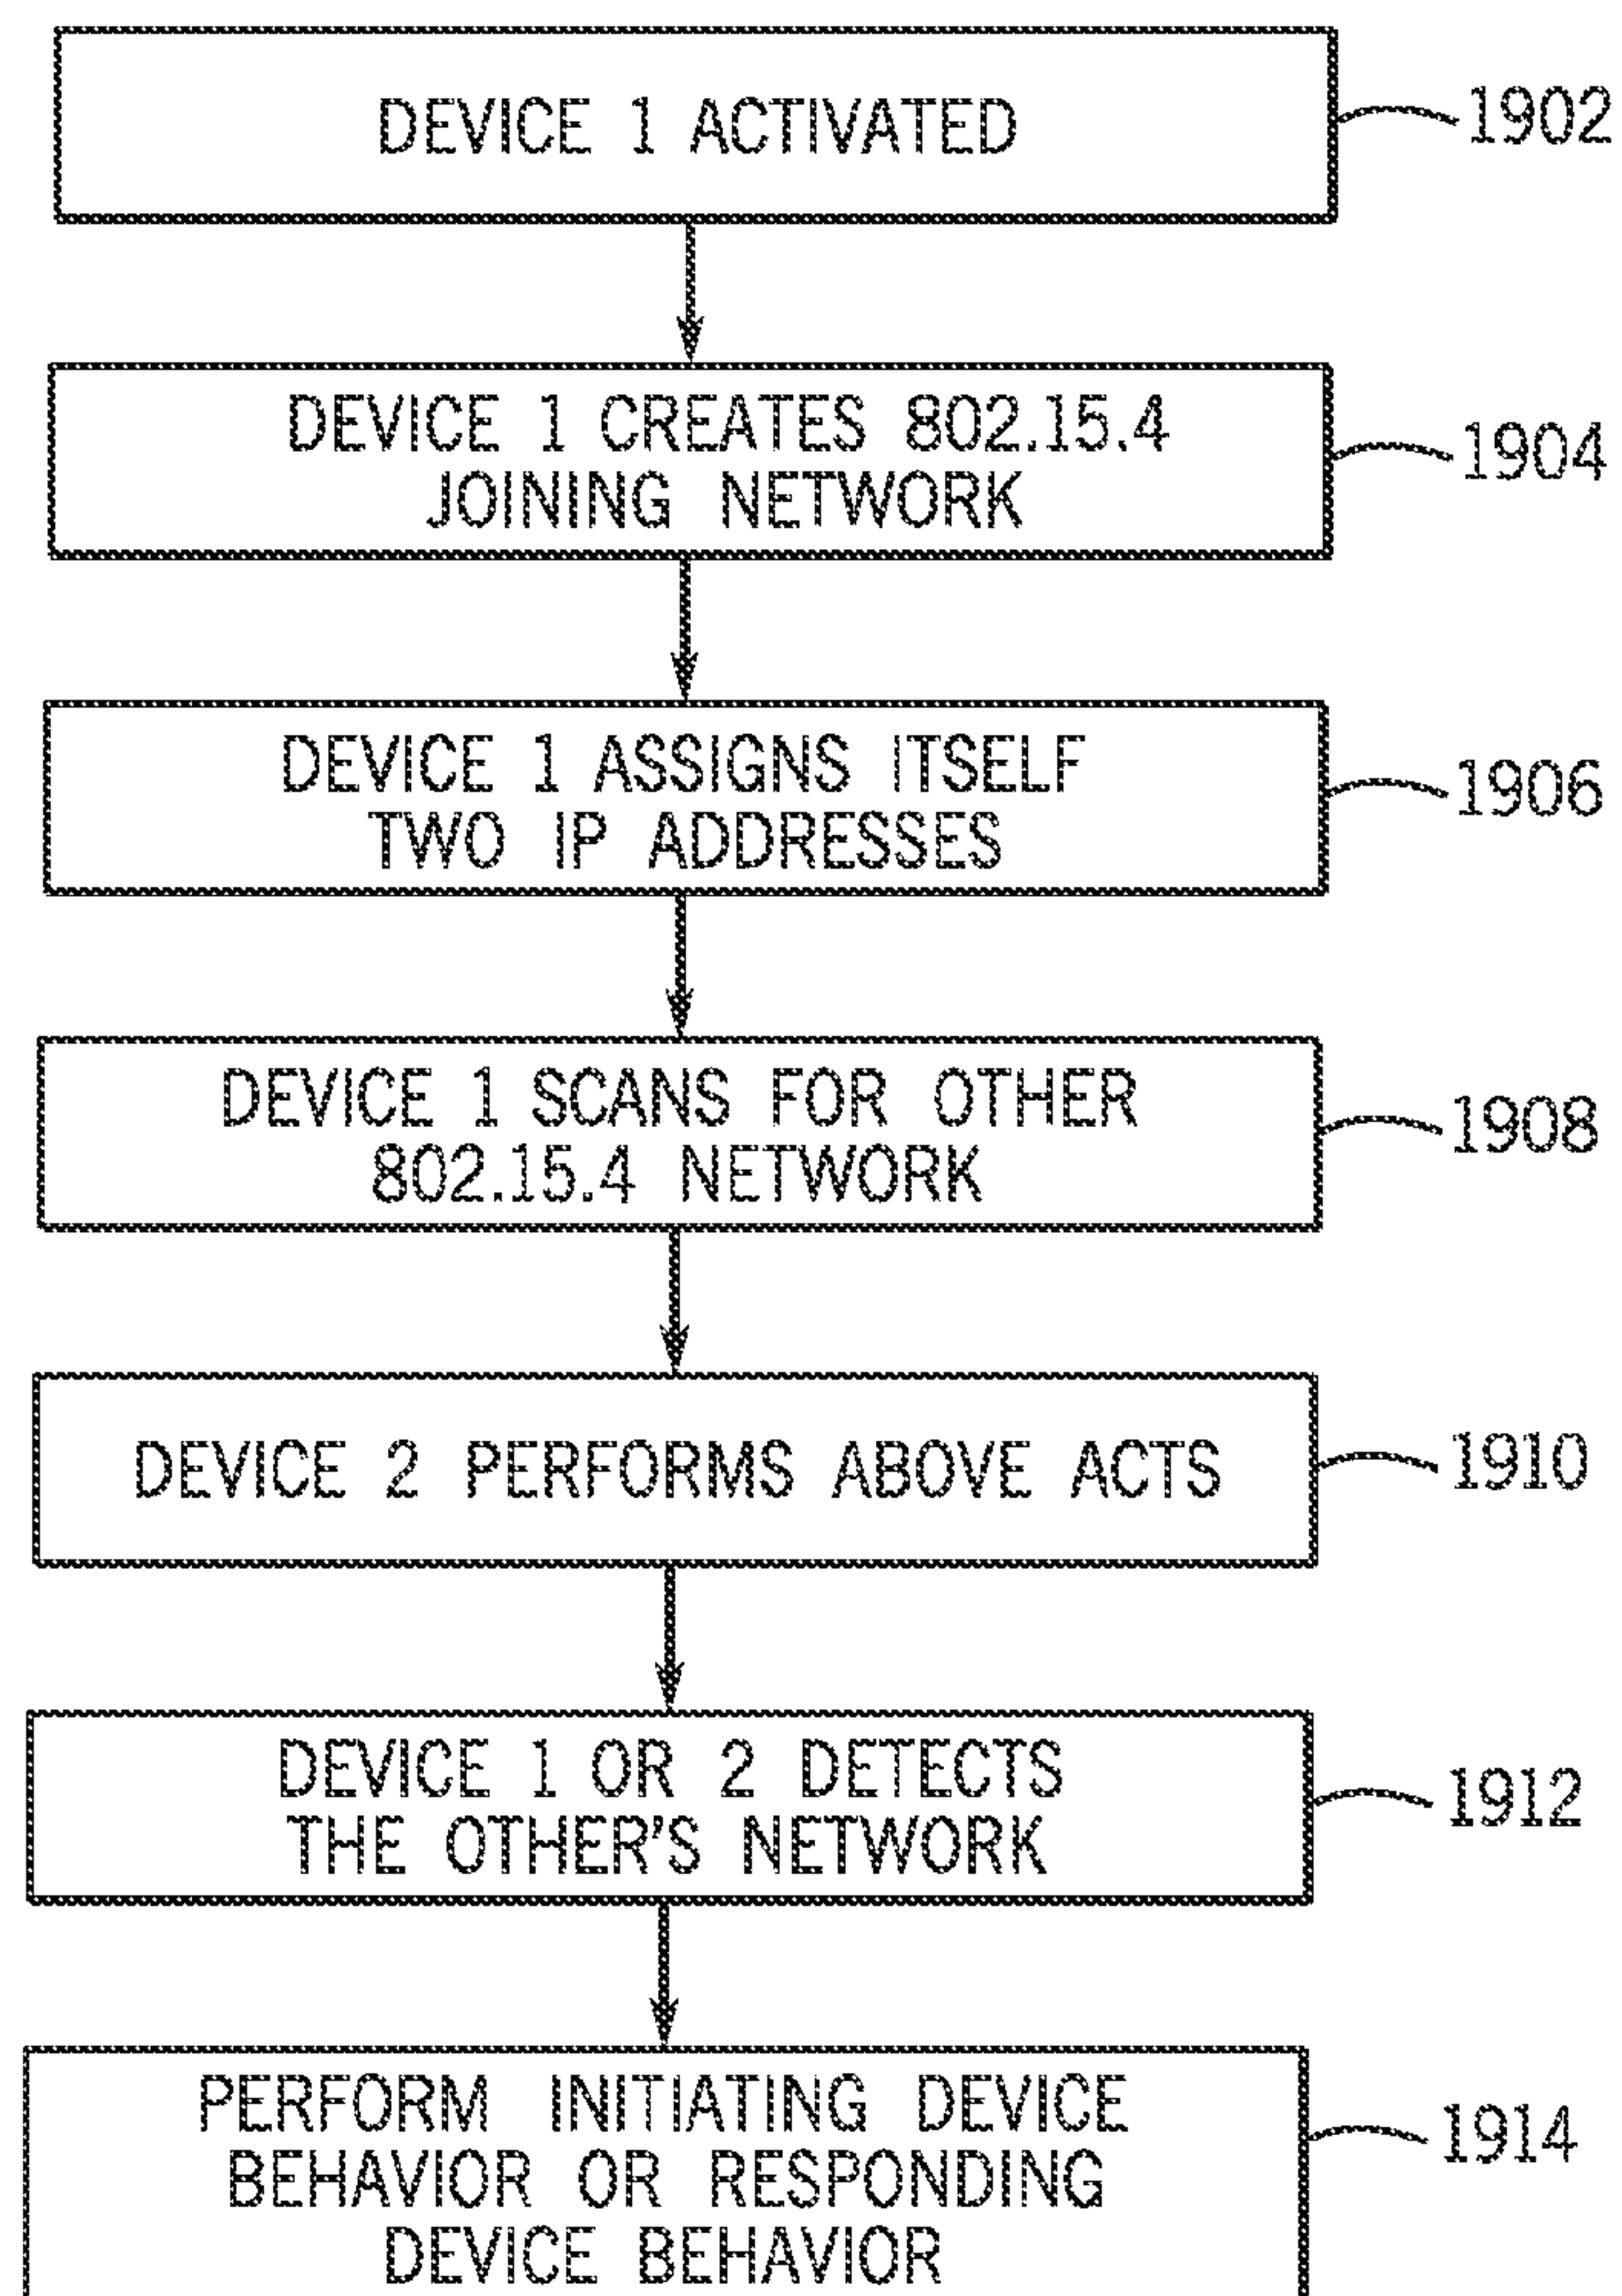 DEVICE 1 ACTIVATED
1902
DEVICE 1 CREATES 802.15.4
JOINING NETWORK
1904
DEVICE 1 ASSIGNS ITSELF
TWO IP ADDRESSES
1906
DEVICE 1 SCANS FOR OTHER
802.15.4 NETWORK
1908
DEVICE 2 PERFORMS ABOVE ACTS
1910
DEVICE 1 OR 2 DETECTS
THE OTHER'S NETWORK
1912
PERFORM INITIATING DEVICE
BEHAVIOR OR RESPONDING
DEVICE BEHAVIOR
1914